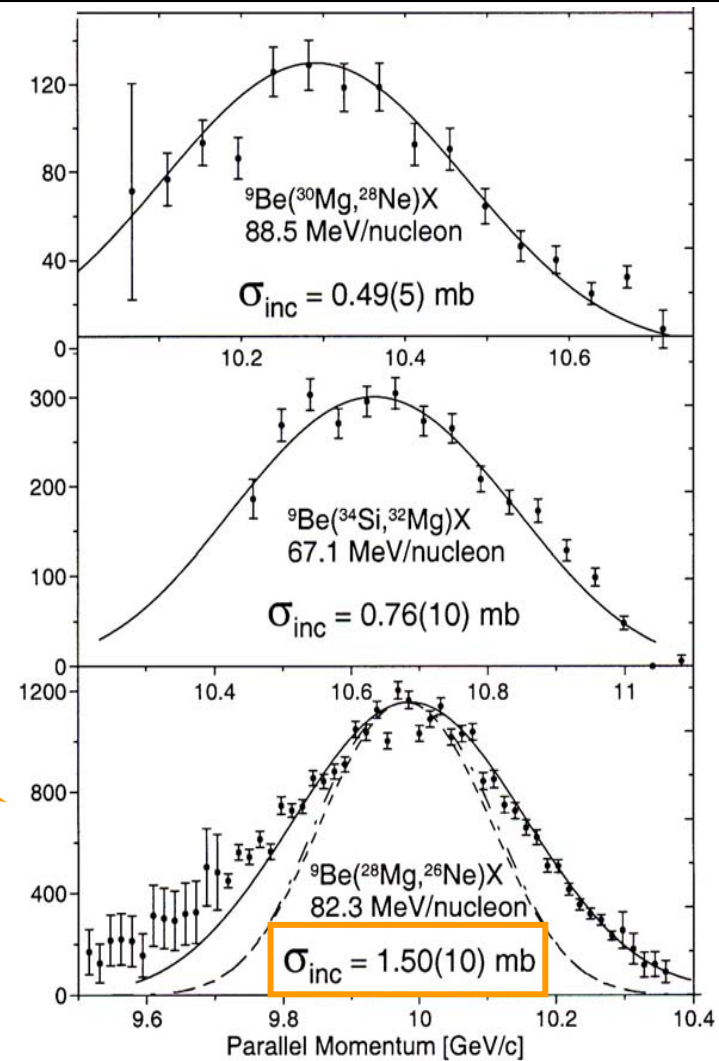 120
80
⁹Be(³⁰Mg,²⁸Ne)X
88.5 MeV/nucleon
40
σinc = 0.49(5) mb
0
10.2 10.4 10.6
300
200
⁹Be(³⁴Si,³²Mg)X
67.1 MeV/nucleon
100
σinc = 0.76(10) mb
0
10.4 10.6 10.8 11
1200
800
⁹Be(²⁸Mg,²⁶Ne)X
400
82.3 MeV/nucleon
σinc = 1.50(10) mb
0
9.6 9.8 10 10.2 10.4
Parallel Momentum [GeV/c]